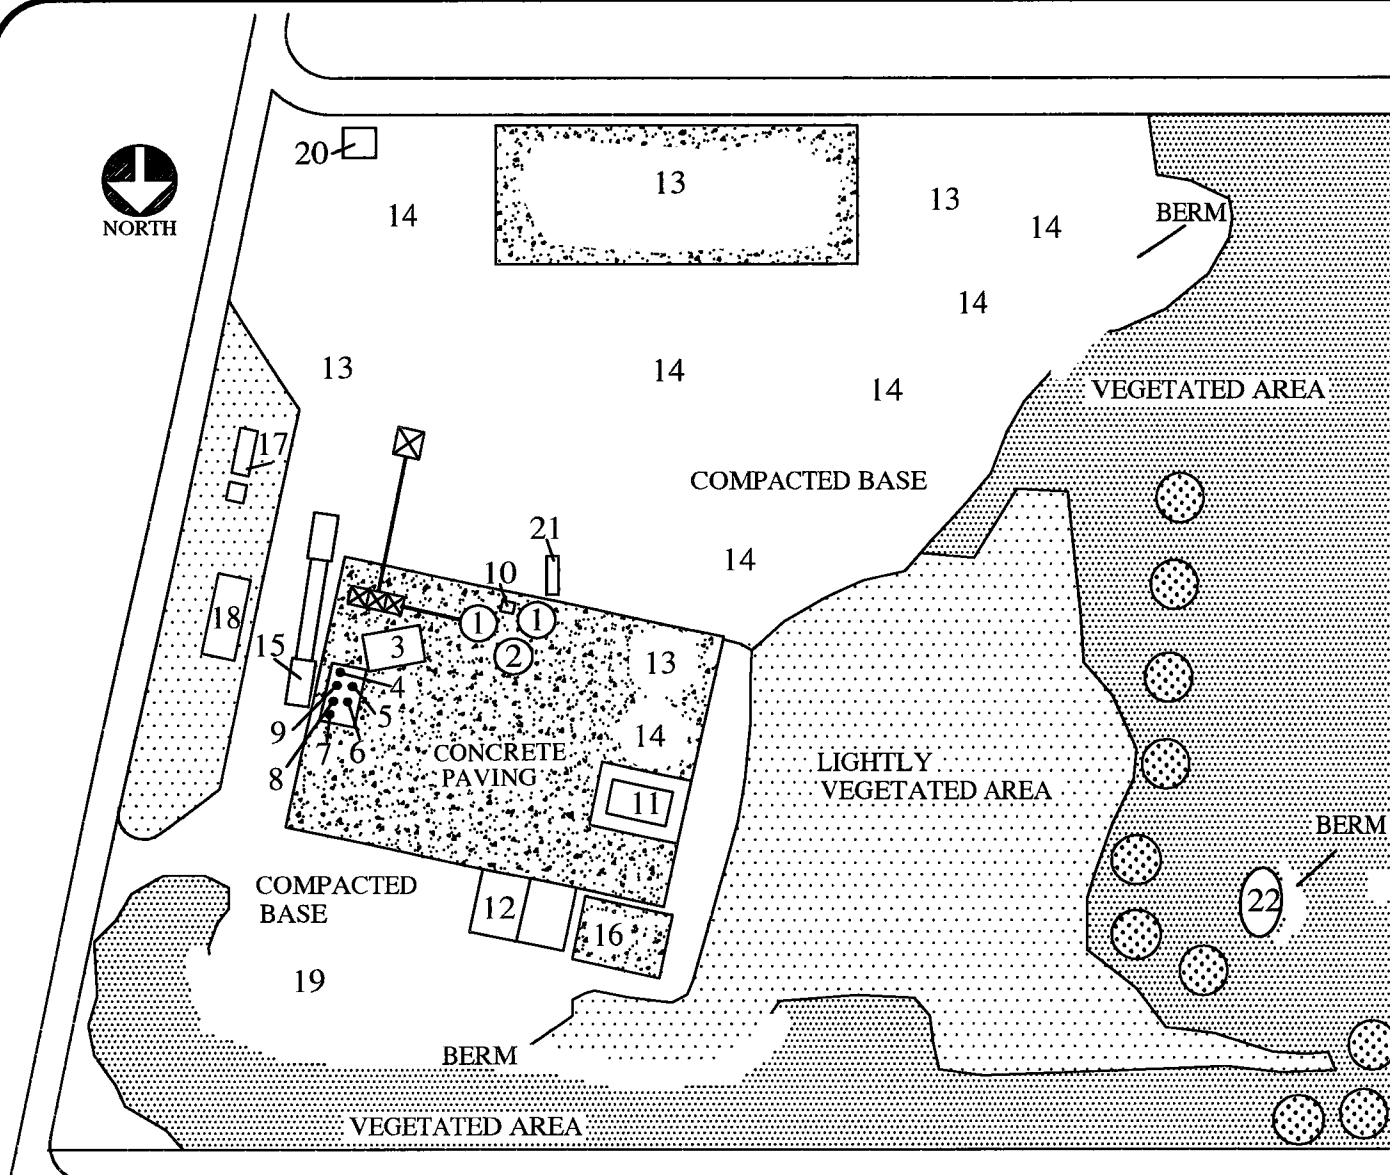 20
13
13
14
BERM
14
NORTH
14
13
14
14
VEGETATED AREA
17
COMPACTED BASE
21
14
10
18
15
3
1
1
2
13
4
5
9
7
6
8
14
CONCRETE
PAVING
LIGHTLY
VEGETATED AREA
11
BERM
COMPACTED
BASE
12
22
16
19
BERM
VEGETATED AREA